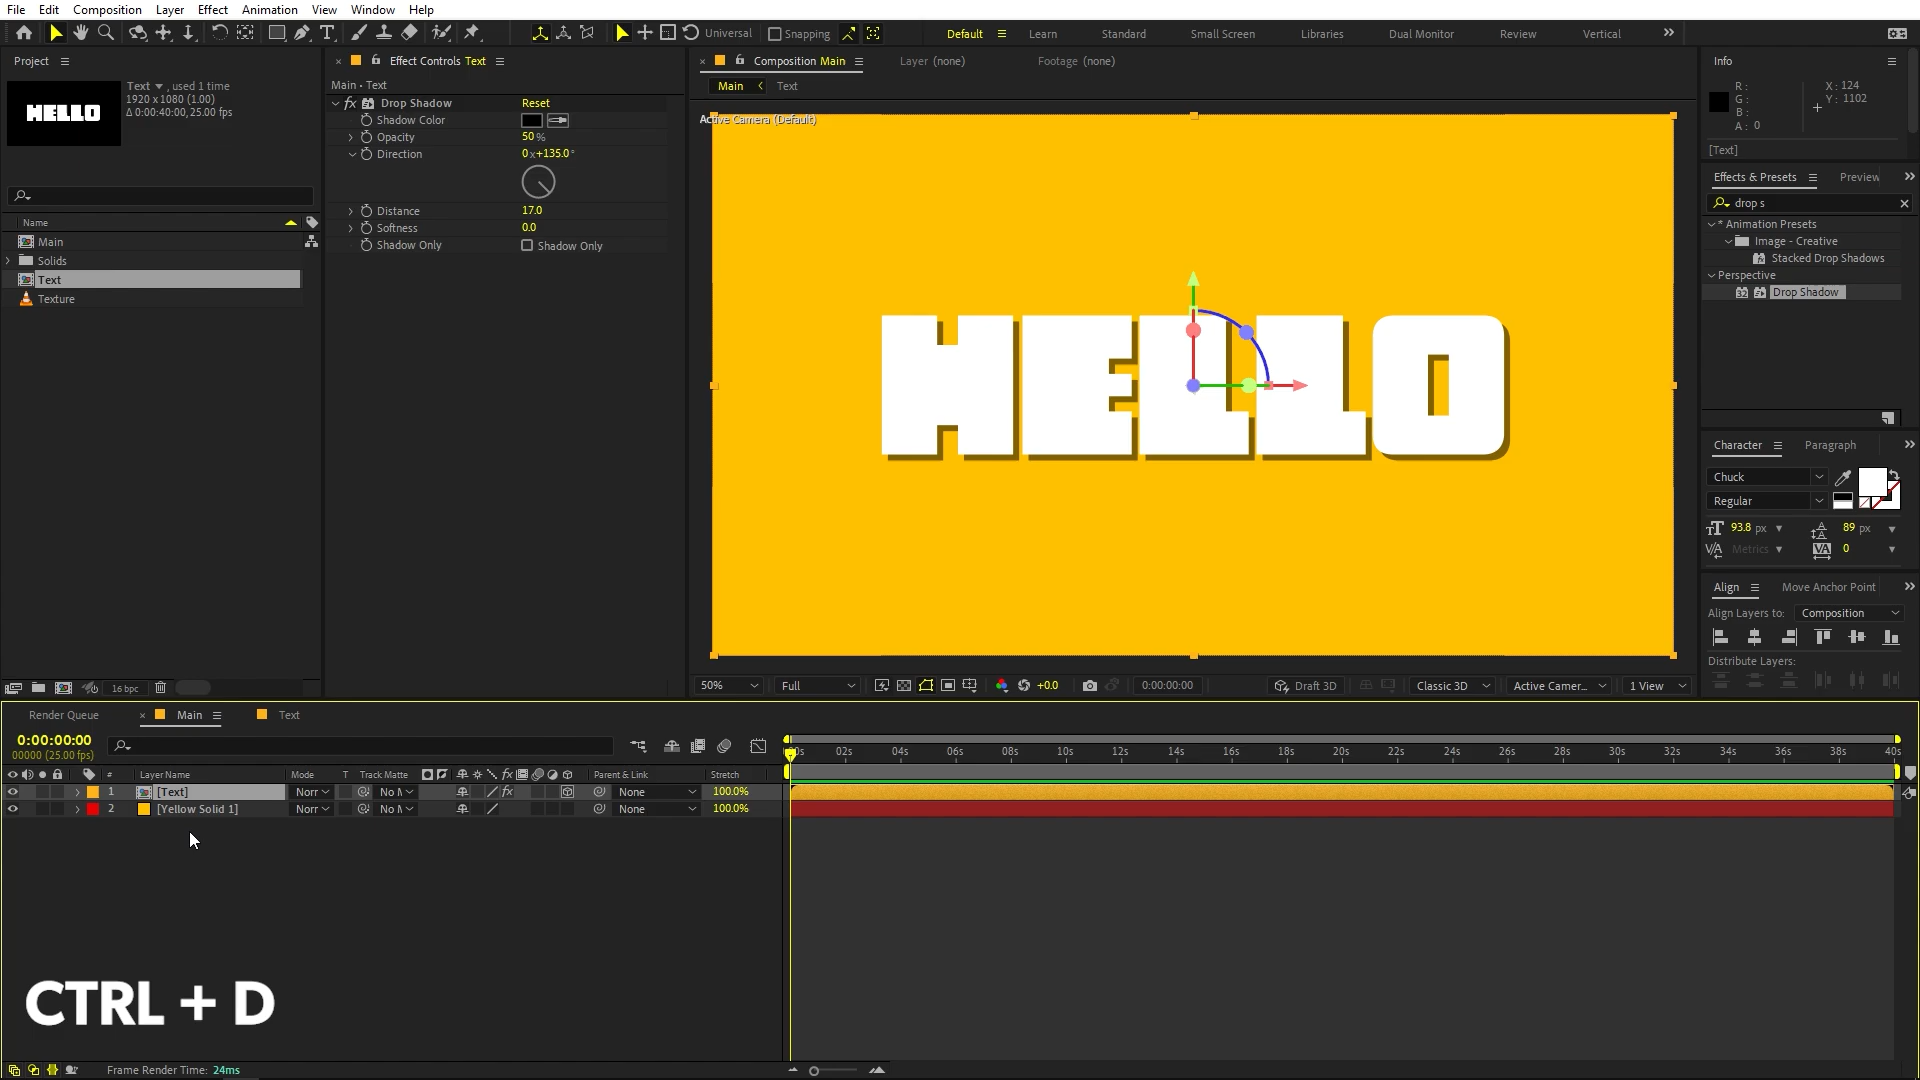 File Edit Composition Layer Effect Animation View Window Help
Universal Snapping Default Learn Standard Small Screen Libraries Dual Monitor Review Vertical
Project
Text , used 1 time
1920 x 1080 (1.00)
Δ 0:00:40:00, 25.00 fps
HELLO
Name
Main
Solids
Text
Texture
16 bpc
Effect Controls Text
Main • Text
fx Drop Shadow Reset
Shadow Color
Opacity 50 %
Direction 0 x+135.0 °
Distance 17.0
Softness 0.0
Shadow Only Shadow Only
Composition Main Layer (none) Footage (none)
Main Text
Active Camera (Default)
HELLO
50% Full +0.0 0:00:00:00 Draft 3D Classic 3D Active Camer... 1 View
Info
R : X : 124
G : Y : 1102
B :
A : 0
[Text]
Effects & Presets Preview
drop s
* Animation Presets
Image - Creative
Stacked Drop Shadows
Perspective
32 Drop Shadow
Character Paragraph
Chuck
Regular
93.8 px 89 px
Metrics 0
Align Move Anchor Point
Align Layers to: Composition
Distribute Layers:
Render Queue Main Text
0:00:00:00
00000 (25.00 fps)
02s 04s 06s 08s 10s 12s 14s 16s 18s 20s 22s 24s 26s 28s 30s 32s 34s 36s 38s 40s
# Layer Name Mode T Track Matte fx Parent & Link Stretch
1 [Text] Norr No fx None 100.0%
2 [Yellow Solid 1] Norr No None 100.0%
CTRL + D
Frame Render Time: 24ms